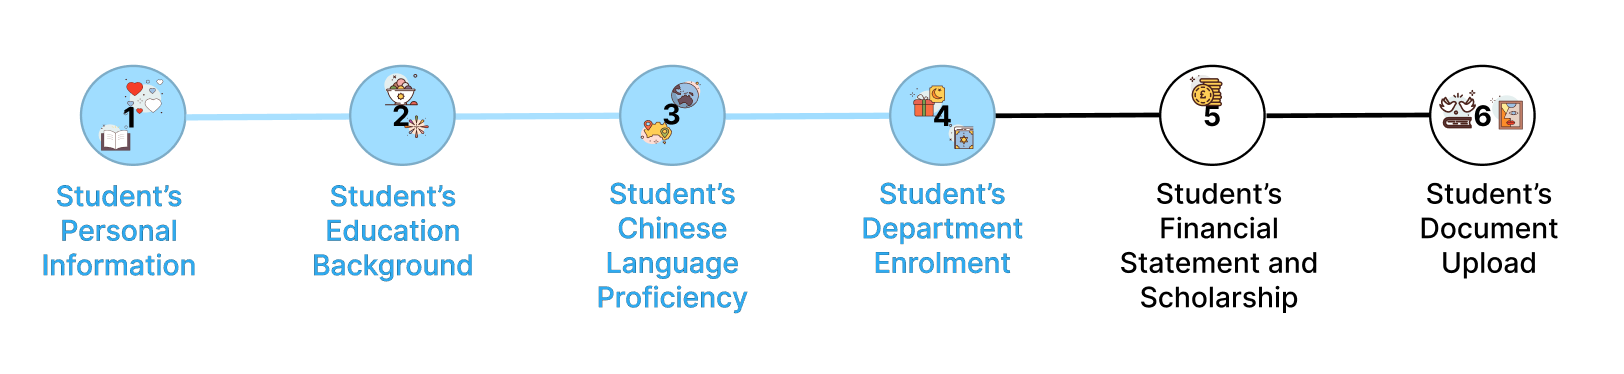 1
2
3
4
5
6
Student’s
Personal
Information
Student’s
Education
Background
Student’s
Chinese
Language
Proficiency
Student’s
Department
Enrolment
Student’s
Financial
Statement and
Scholarship
Student’s
Document
Upload